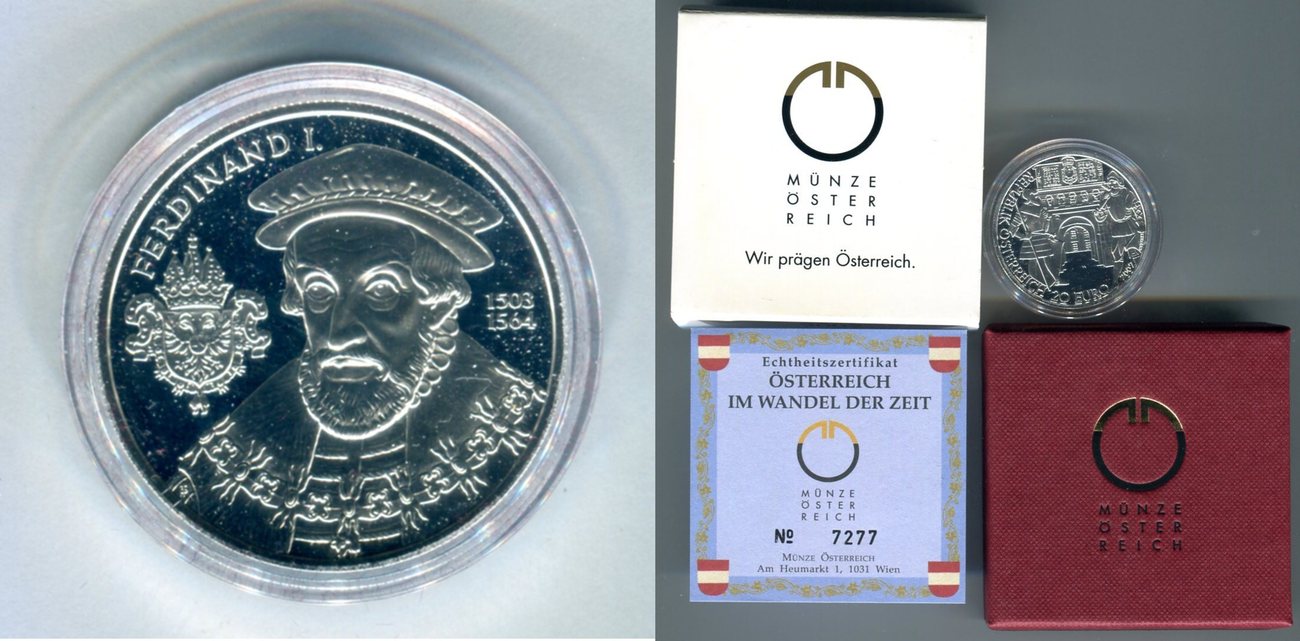 FERDINAND I.
1503
1564
MÜNZE
ÖSTER
REICH
Wir prägen Österreich.
REPUBLIK ÖSTERREICH
20 EURO
2002
Echtheitszertifikat
ÖSTERREICH
IM WANDEL DER ZEIT
MÜNZE
ÖSTER
REICH
№ 7277
MÜNZE ÖSTERREICH
Am Heumarkt 1, 1031 Wien
MÜNZE
ÖSTER
REICH